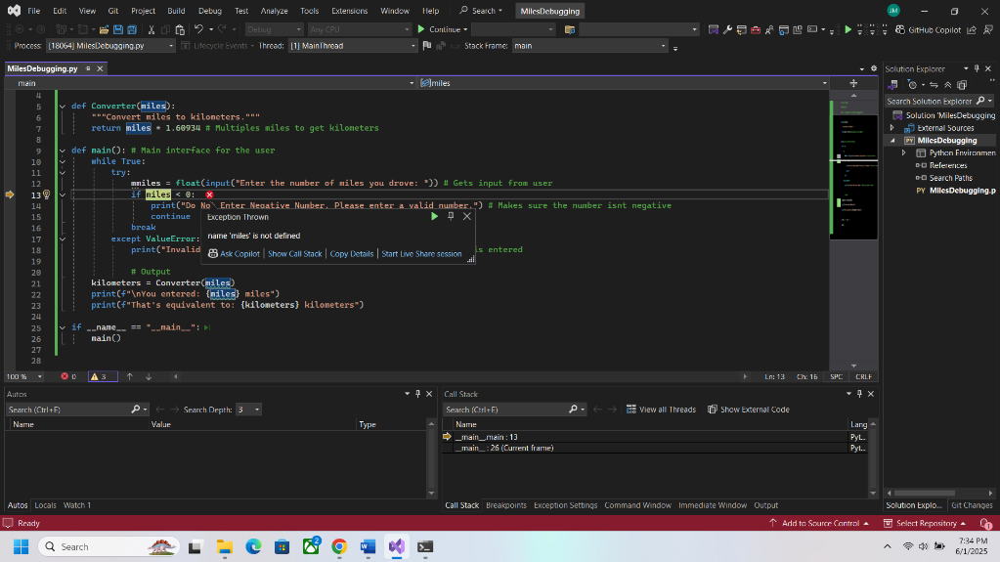 File Edit View Git Project Build Debug Test Analyze Tools Extensions Window Help Search MilesDebugging JM
Debug Any CPU Continue GitHub Copilot
Process: [18064] MilesDebugging.py Lifecycle Events Thread: [1] MainThread Stack Frame: main
MilesDebugging.py
main miles
4
5 def Converter(miles):
6 """Convert miles to kilometers."""
7 return miles * 1.60934 # Multiples miles to get kilometers
8
9 def main(): # Main interface for the user
10 while True:
11 try:
12 mmiles = float(input("Enter the number of miles you drove: ")) # Gets input from user
13 if miles < 0:
14 print("Do No Enter Negative Number. Please enter a valid number.") # Makes sure the number isnt negative
15 continue
16 break
17 except ValueError:
18 print("Invalid s entered
19
20 # Output
21 kilometers = Converter(miles)
22 print(f"\nYou entered: {miles} miles")
23 print(f"That's equivalent to: {kilometers} kilometers")
24
25 if __name__ == "__main__":
26 main()
27
28
Exception Thrown
name 'miles' is not defined
Ask Copilot Show Call Stack Copy Details Start Live Share session
100 % 0 3 Ln: 13 Ch: 16 SPC CRLF
Solution Explorer
Search Solution Explorer
Solution 'MilesDebugging
External Sources
PY MilesDebugging
Python Environmen
References
Search Paths
PY MilesDebugging.p
Autos
Search (Ctrl+E) Search Depth: 3
Name Value Type
Autos Locals Watch 1
Call Stack
Search (Ctrl+E) View all Threads Show External Code
Name Lang
__main__.main : 13 Pyt...
__main__ : 26 (Current frame) Pyt...
Call Stack Breakpoints Exception Settings Command Window Immediate Window Output
Solution Explo... Git Changes
Ready Add to Source Control Select Repository 1
Search 2 7:34 PM
6/1/2025